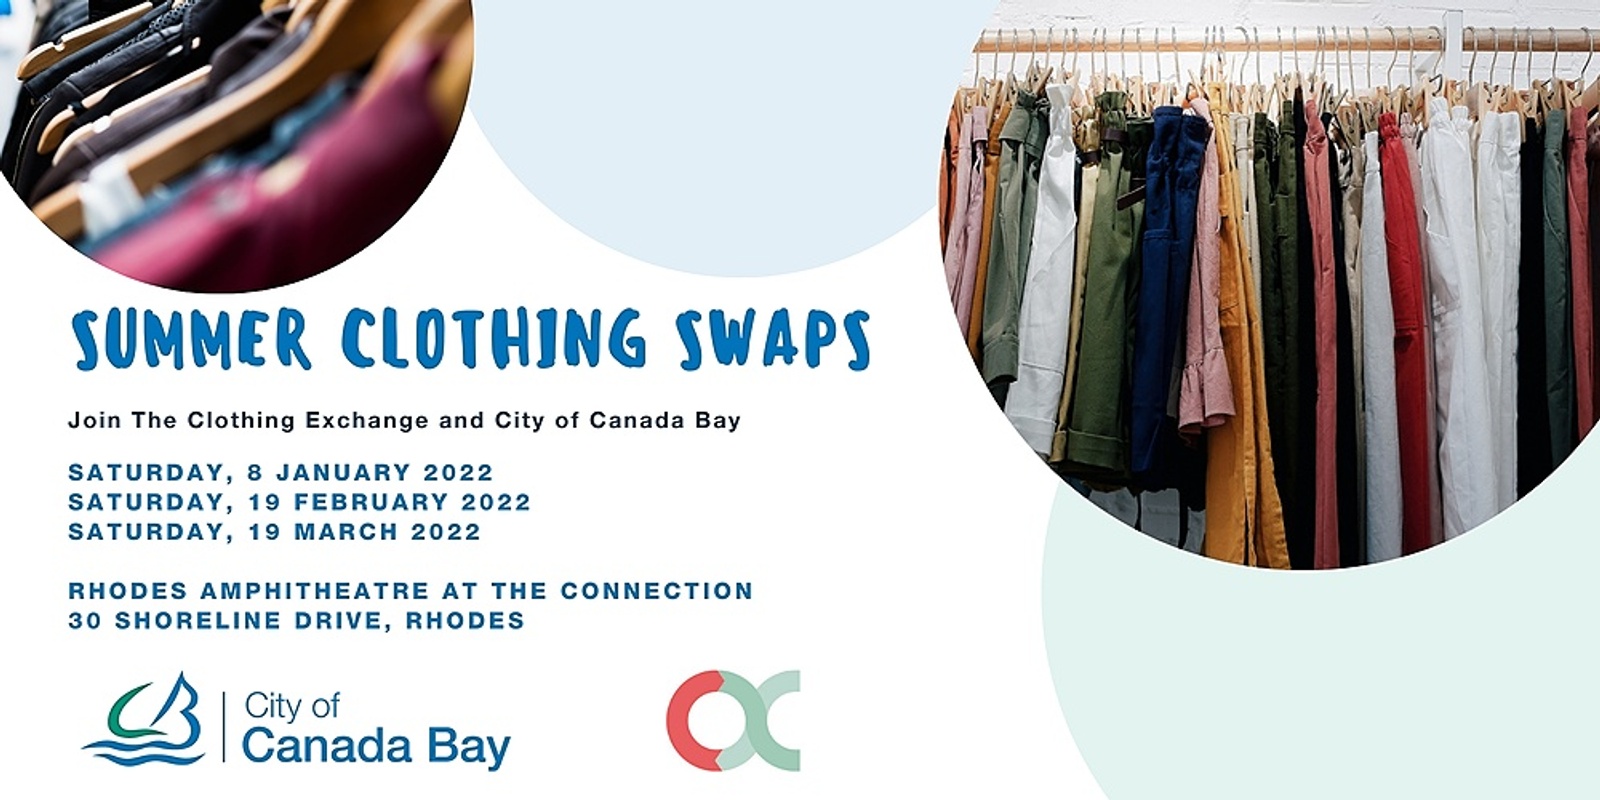 SUMMER CLOTHING SWAPS
Join The Clothing Exchange and City of Canada Bay
SATURDAY, 8 JANUARY 2022
SATURDAY, 19 FEBRUARY 2022
SATURDAY, 19 MARCH 2022
RHODES AMPHITHEATRE AT THE CONNECTION
30 SHORELINE DRIVE, RHODES
City of
Canada Bay